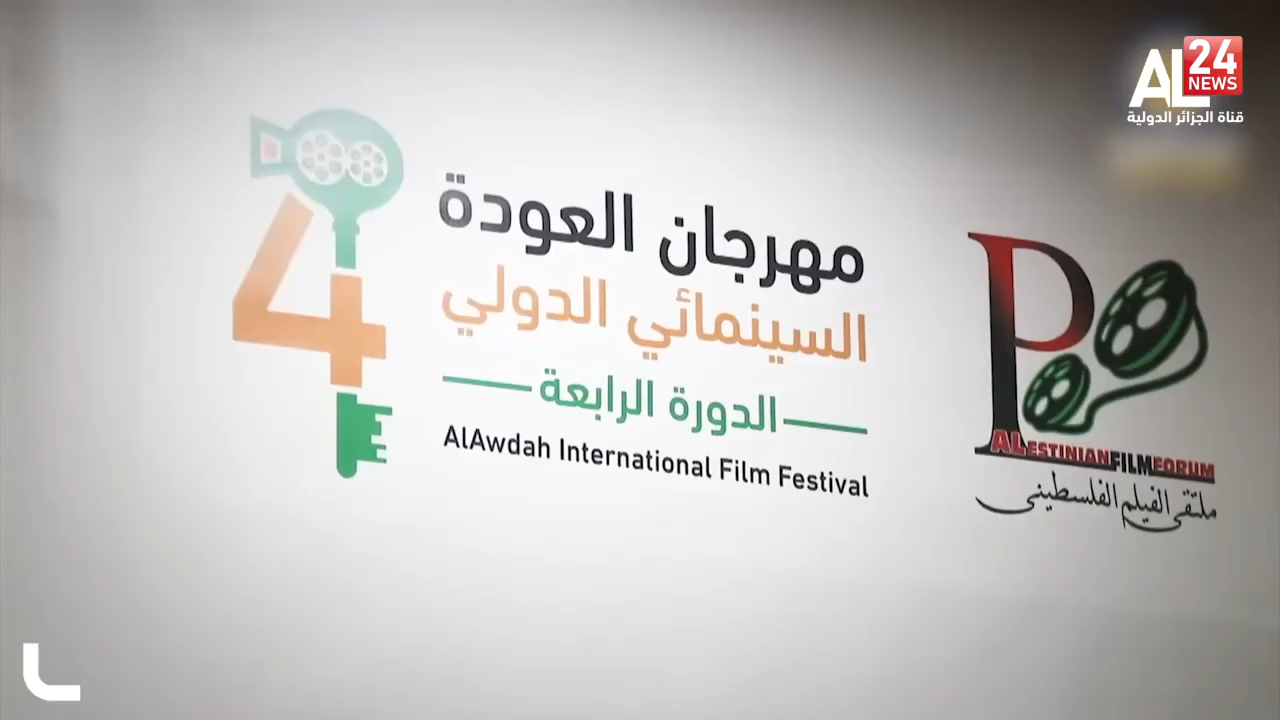 AL 24 NEWS
قناة الجزائر الدولية
4
مهرجان العودة
السينمائي الدولي
الدورة الرابعة
AlAwdah International Film Festival
P
PALESTINIANFILMFORUM
ملتقى الفيلم الفلسطيني